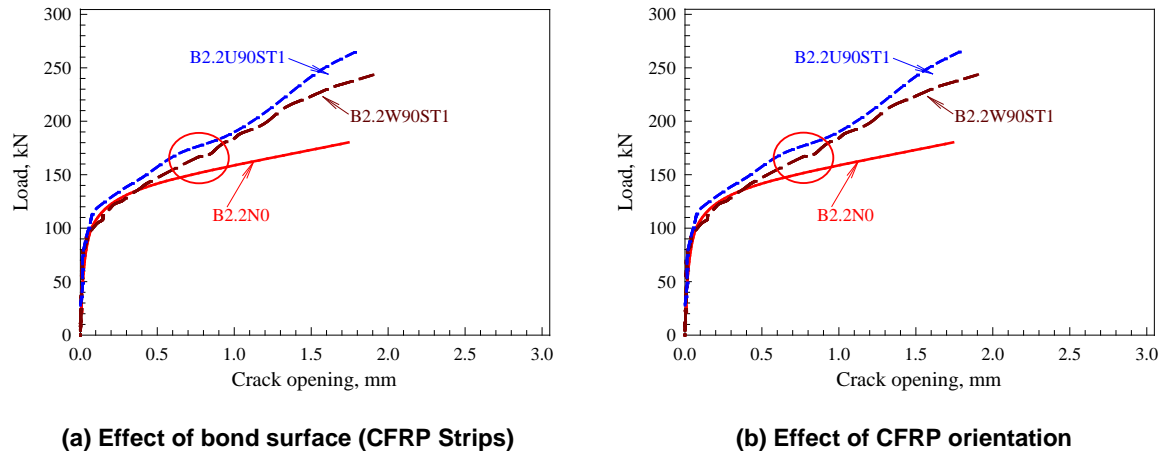 300
250
200
150
100
50
0
Load, kN
B2.2U90ST1
B2.2W90ST1
B2.2N0
0.0 0.5 1.0 1.5 2.0 2.5 3.0
Crack opening, mm
(a) Effect of bond surface (CFRP Strips)
300
250
200
150
100
50
0
Load, kN
B2.2U90ST1
B2.2W90ST1
B2.2N0
0.0 0.5 1.0 1.5 2.0 2.5 3.0
Crack opening, mm
(b) Effect of CFRP orientation